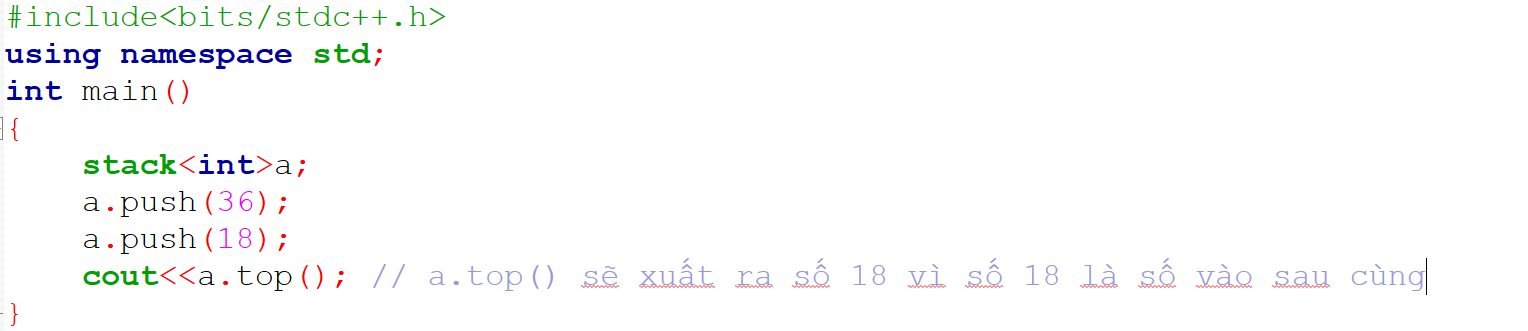 #include<bits/stdc++.h>
using namespace std;
int main()
{
stack<int>a;
a.push(36);
a.push(18);
cout<<a.top(); // a.top() sẽ xuất ra số 18 vì số 18 là số vào sau cùng
}